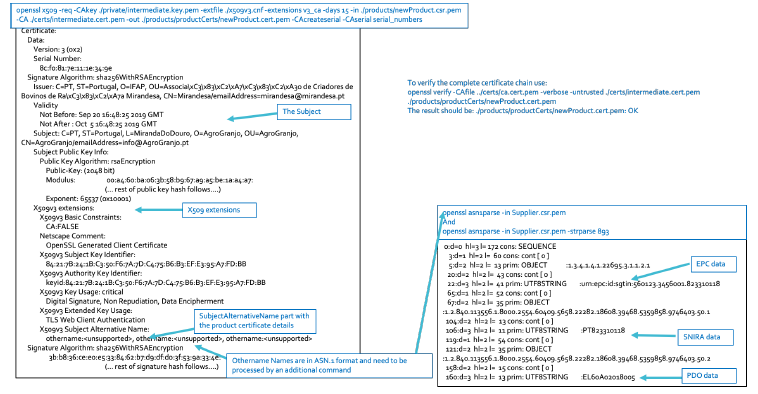 openssl x509 -req -CAkey ./private/intermediate.key.pem -extfile ./x509v3.cnf -extensions v3_ca -days 15 -in ./products/newProduct.csr.pem
-CA ./certs/intermediate.cert.pem -out ./products/productCerts/newProduct.cert.pem -CAcreateserial -CAserial serial_numbers
Certificate:
Data:
Version: 3 (0x2)
Serial Number:
8c:f0:81:7e:11:1e:34:9e
Signature Algorithm: sha256WithRSAEncryption
Issuer: C=PT, ST=Portugal, O=IFAP, OU=Associa\xC3\x83\xC2\xA7\xC3\x83\xC2\xA3o de Criadores de
Bovinos de Ra\xC3\x83\xC2\xA7a Mirandesa, CN=Mirandesa/emailAddress=mirandesa@mirandesa.pt
Validity
Not Before: Sep 20 16:48:25 2019 GMT
Not After : Oct 5 16:48:25 2019 GMT
Subject: C=PT, ST=Portugal, L=MirandaDoDouro, O=AgroGranjo, OU=AgroGranjo,
CN=AgroGranjo/emailAddress=info@AgroGranjo.pt
Subject Public Key Info:
Public Key Algorithm: rsaEncryption
Public-Key: (2048 bit)
Modulus: 00:a4:60:ba:06:3b:58:b9:67:a9:a5:be:1a:84:a7:
(... rest of public key hash follows....)
Exponent: 65537 (0x10001)
X509v3 extensions:
X509v3 Basic Constraints:
CA:FALSE
Netscape Comment:
OpenSSL Generated Client Certificate
X509v3 Subject Key Identifier:
84:21:7B:24:1B:C3:50:F6:7A:7D:C4:75:B6:B3:EF:E3:95:A7:FD:BB
X509v3 Authority Key Identifier:
keyid:84:21:7B:24:1B:C3:50:F6:7A:7D:C4:75:B6:B3:EF:E3:95:A7:FD:BB
X509v3 Key Usage: critical
Digital Signature, Non Repudiation, Data Encipherment
X509v3 Extended Key Usage:
TLS Web Client Authentication
X509v3 Subject Alternative Name:
othername:<unsupported>, othername:<unsupported>, othername:<unsupported>
Signature Algorithm: sha256WithRSAEncryption
3b:b8:36:ce:e0:e5:33:84:62:b7:d9:df:d0:3f:53:9a:33:4e:
(... rest of signature hash follows....)
The Subject
X509 extensions
SubjectAlternativeName part with
the product certificate details
Othername Names are in ASN.1 format and need to be
processed by an additional command
To verify the complete certificate chain use:
openssl verify -CAfile ./certs/ca.cert.pem -verbose -untrusted ./certs/intermediate.cert.pem
./products/productCerts/newProduct.cert.pem
The result should be: ./products/productCerts/newProduct.cert.pem: OK
openssl asn1parse -in Supplier.csr.pem
And
openssl asn1parse -in Supplier.csr.pem -strparse 893
0:d=0 hl=3 l= 172 cons: SEQUENCE
3:d=1 hl=2 l= 60 cons: cont [ 0 ]
5:d=2 hl=2 l= 13 prim: OBJECT :1.3.4.1.4.1.22695.3.1.1.2.1
20:d=2 hl=2 l= 43 cons: cont [ 0 ]
22:d=3 hl=2 l= 41 prim: UTF8STRING :urn:epc:id:sgtin:560123.3456001.823310118
65:d=1 hl=2 l= 52 cons: cont [ 0 ]
67:d=2 hl=2 l= 35 prim: OBJECT
:1.2.840.113556.1.8000.2554.60409.5658.22282.18608.39468.5359858.9746403.50.1
104:d=2 hl=2 l= 13 cons: cont [ 0 ]
106:d=3 hl=2 l= 11 prim: UTF8STRING :PT823310118
119:d=1 hl=2 l= 54 cons: cont [ 0 ]
121:d=2 hl=2 l= 35 prim: OBJECT
:1.2.840.113556.1.8000.2554.60409.5658.22282.18608.39468.5359858.9746403.50.2
158:d=2 hl=2 l= 15 cons: cont [ 0 ]
160:d=3 hl=2 l= 13 prim: UTF8STRING :EL60A02018005
EPC data
SNIRA data
PDO data